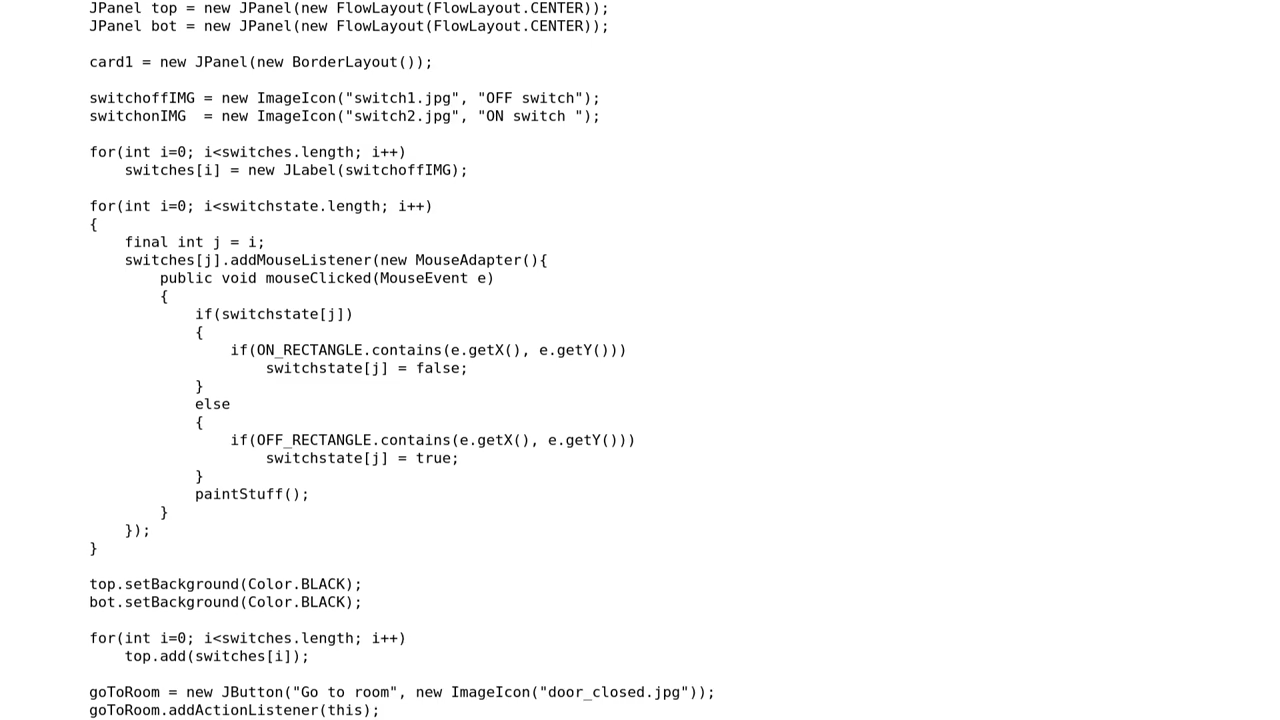 JPanel top = new JPanel(new FlowLayout(FlowLayout.CENTER));
JPanel bot = new JPanel(new FlowLayout(FlowLayout.CENTER));

card1 = new JPanel(new BorderLayout());

switchoffIMG = new ImageIcon("switch1.jpg", "OFF switch");
switchonIMG  = new ImageIcon("switch2.jpg", "ON switch ");

for(int i=0; i<switches.length; i++)
    switches[i] = new JLabel(switchoffIMG);

for(int i=0; i<switchstate.length; i++)
{
    final int j = i;
    switches[j].addMouseListener(new MouseAdapter(){
        public void mouseClicked(MouseEvent e)
        {
            if(switchstate[j])
            {
                if(ON_RECTANGLE.contains(e.getX(), e.getY()))
                    switchstate[j] = false;
            }
            else
            {
                if(OFF_RECTANGLE.contains(e.getX(), e.getY()))
                    switchstate[j] = true;
            }
            paintStuff();
        }
    });
}

top.setBackground(Color.BLACK);
bot.setBackground(Color.BLACK);

for(int i=0; i<switches.length; i++)
    top.add(switches[i]);

goToRoom = new JButton("Go to room", new ImageIcon("door_closed.jpg"));
goToRoom.addActionListener(this);